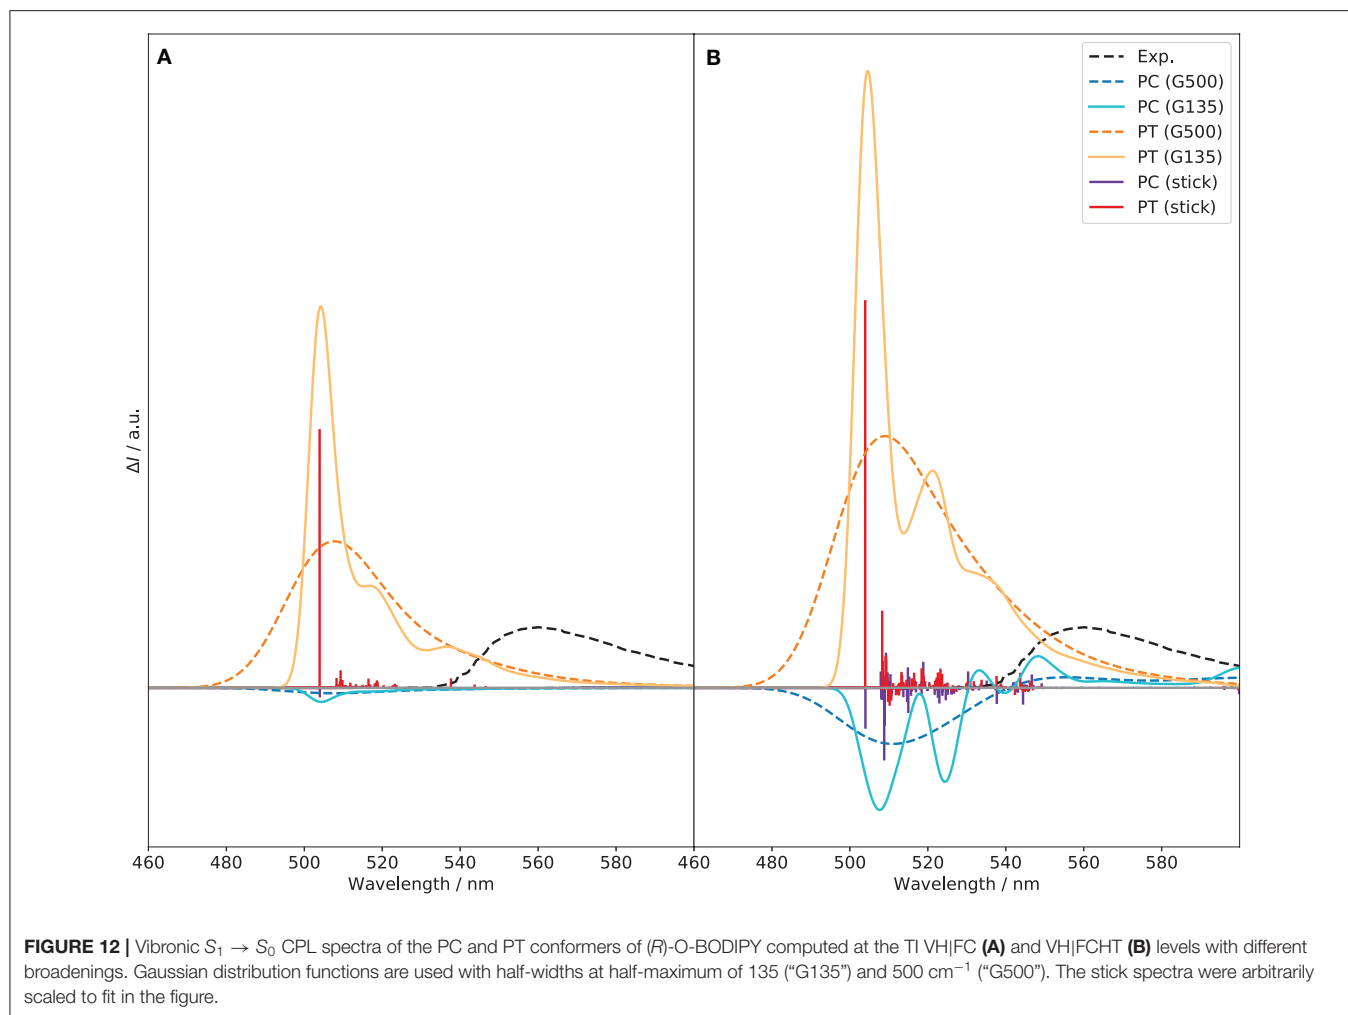 A
B
Exp.
PC (G500)
PC (G135)
PT (G500)
PT (G135)
PC (stick)
PT (stick)
ΔI / a.u.
460 480 500 520 540 560 580 460 480 500 520 540 560 580
Wavelength / nm Wavelength / nm
FIGURE 12 | Vibronic S₁ → S₀ CPL spectra of the PC and PT conformers of (R)-O-BODIPY computed at the TI VH|FC (A) and VH|FCHT (B) levels with different
broadenings. Gaussian distribution functions are used with half-widths at half-maximum of 135 (“G135”) and 500 cm⁻¹ (“G500”). The stick spectra were arbitrarily
scaled to fit in the figure.